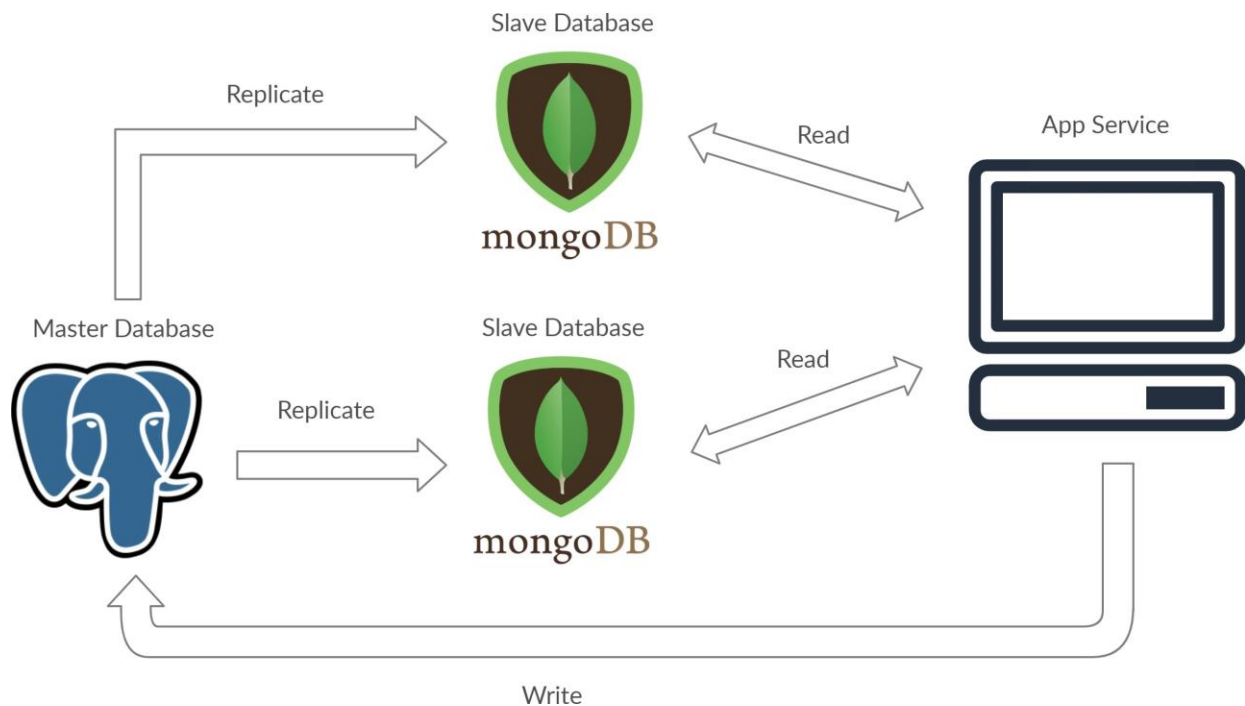 Slave Database
Replicate
mongoDB
Read
App Service
Master Database
Replicate
Slave Database
mongoDB
Read
Write